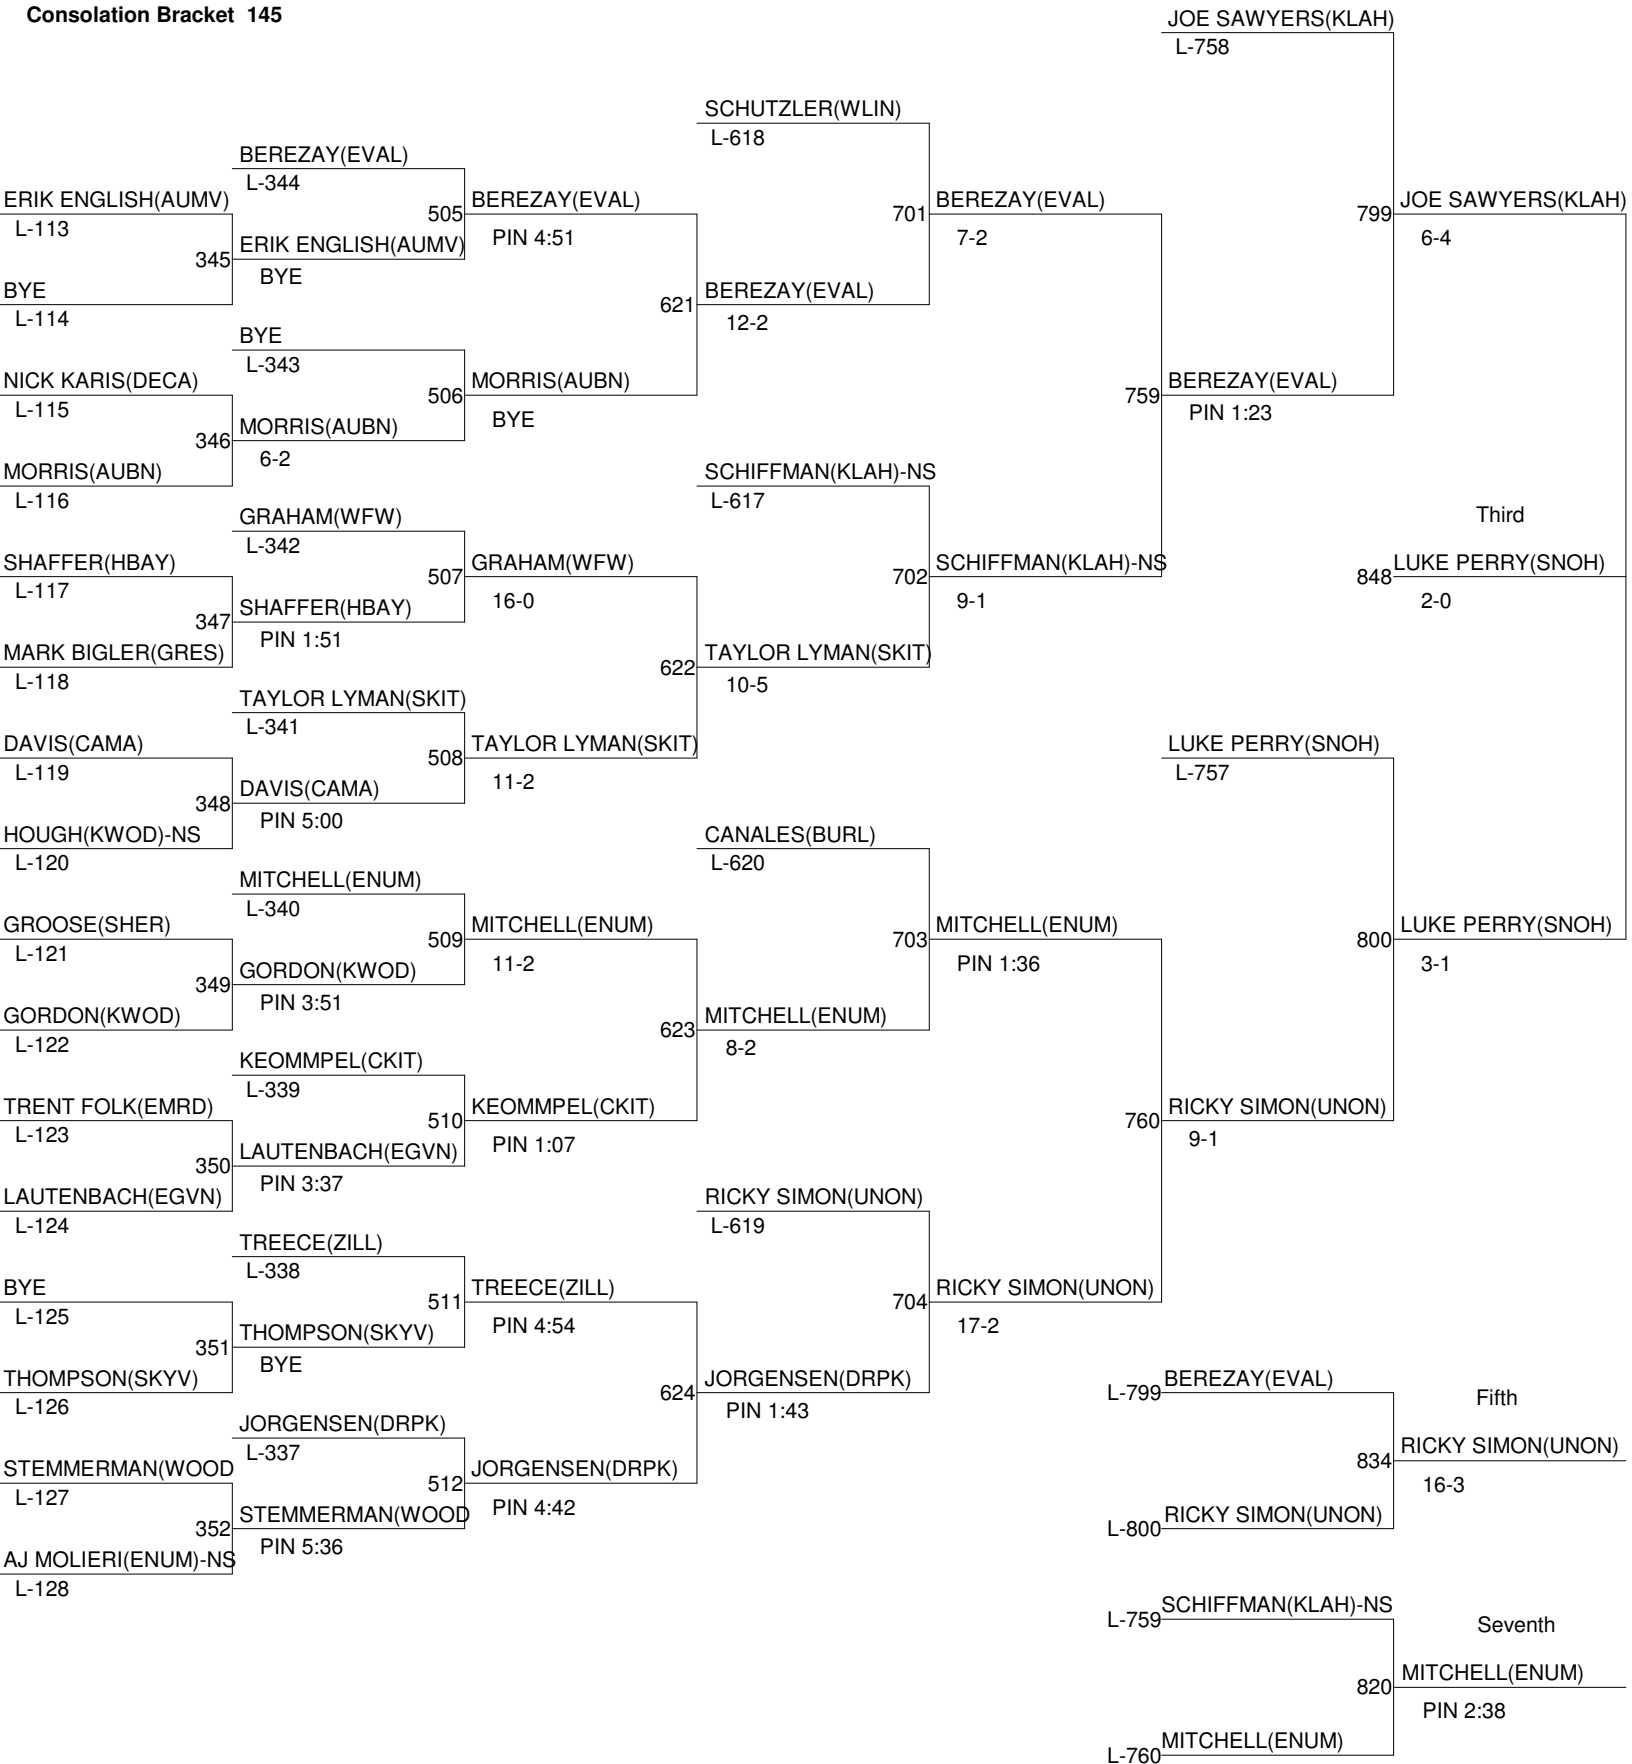 Consolation Bracket 145
ERIK ENGLISH(AUMV)
L-113
BYE
L-114
NICK KARIS(DECA)
L-115
MORRIS(AUBN)
L-116
SHAFFER(HBAY)
L-117
MARK BIGLER(GRES)
L-118
DAVIS(CAMA)
L-119
HOUGH(KWOD)-NS
L-120
GROOSE(SHER)
L-121
GORDON(KWOD)
L-122
TRENT FOLK(EMRD)
L-123
LAUTENBACH(EGVN)
L-124
BYE
L-125
THOMPSON(SKYV)
L-126
STEMMERMAN(WOOD
L-127
AJ MOLIERI(ENUM)-NS
L-128
BEREZAY(EVAL)
L-344
345
ERIK ENGLISH(AUMV)
BYE
BYE
L-343
346
MORRIS(AUBN)
6-2
GRAHAM(WFW)
L-342
347
SHAFFER(HBAY)
PIN 1:51
TAYLOR LYMAN(SKIT)
L-341
348
DAVIS(CAMA)
PIN 5:00
MITCHELL(ENUM)
L-340
349
GORDON(KWOD)
PIN 3:51
KEOMMPEL(CKIT)
L-339
350
LAUTENBACH(EGVN)
PIN 3:37
TREECE(ZILL)
L-338
351
THOMPSON(SKYV)
BYE
JORGENSEN(DRPK)
L-337
352
STEMMERMAN(WOOD
PIN 5:36
505
BEREZAY(EVAL)
PIN 4:51
506
MORRIS(AUBN)
BYE
507
GRAHAM(WFW)
16-0
508
TAYLOR LYMAN(SKIT)
11-2
509
MITCHELL(ENUM)
11-2
510
KEOMMPEL(CKIT)
PIN 1:07
511
TREECE(ZILL)
PIN 4:54
512
JORGENSEN(DRPK)
PIN 4:42
SCHUTZLER(WLIN)
L-618
621
BEREZAY(EVAL)
12-2
SCHIFFMAN(KLAH)-NS
L-617
622
TAYLOR LYMAN(SKIT)
10-5
CANALES(BURL)
L-620
623
MITCHELL(ENUM)
8-2
RICKY SIMON(UNON)
L-619
624
JORGENSEN(DRPK)
PIN 1:43
701
BEREZAY(EVAL)
7-2
702
SCHIFFMAN(KLAH)-NS
9-1
703
MITCHELL(ENUM)
PIN 1:36
704
RICKY SIMON(UNON)
17-2
JOE SAWYERS(KLAH)
L-758
759
BEREZAY(EVAL)
PIN 1:23
LUKE PERRY(SNOH)
L-757
760
RICKY SIMON(UNON)
9-1
799
JOE SAWYERS(KLAH)
6-4
Third
848
LUKE PERRY(SNOH)
2-0
800
LUKE PERRY(SNOH)
3-1
L-799
BEREZAY(EVAL)
Fifth
834
RICKY SIMON(UNON)
16-3
L-800
RICKY SIMON(UNON)
L-759
SCHIFFMAN(KLAH)-NS
Seventh
820
MITCHELL(ENUM)
PIN 2:38
L-760
MITCHELL(ENUM)